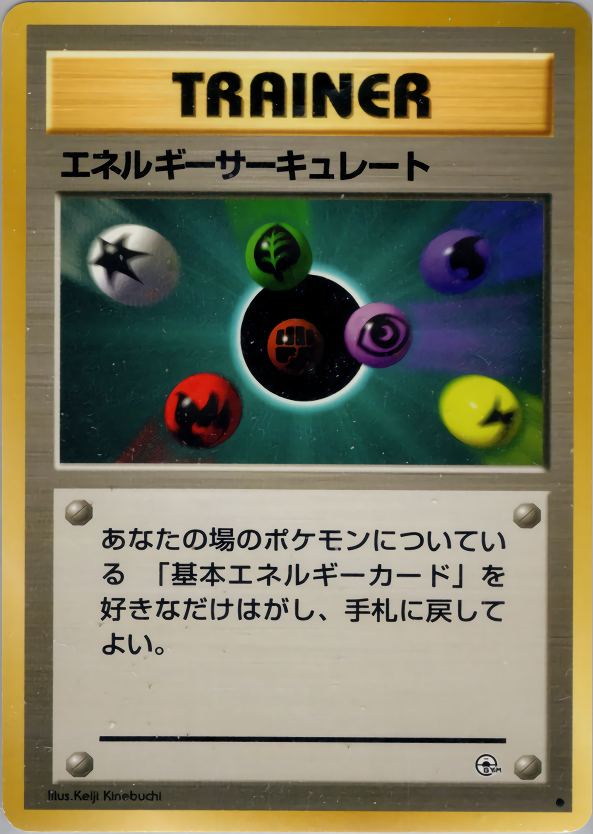 TRAINER
エネルギーサーキュレート
あなたの場のポケモンについてい
る 「基本エネルギーカード」を
好きなだけはがし、手札に戻して
よい。
GYM
Illus.Keiji Kinebuchi